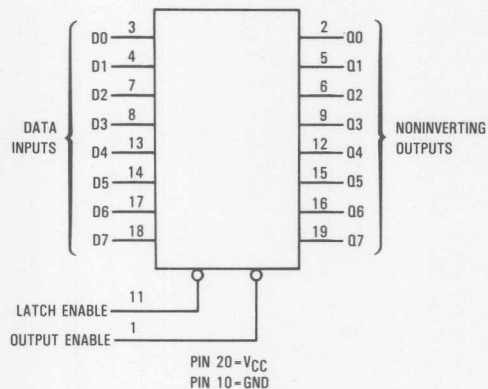 D0 3 2 Q0
D1 4 5 Q1
D2 7 6 Q2
DATA INPUTS D3 8 9 Q3 NONINVERTING OUTPUTS
D4 13 12 Q4
D5 14 15 Q5
D6 17 16 Q6
D7 18 19 Q7
LATCH ENABLE 11
OUTPUT ENABLE 1
PIN 20=VCC
PIN 10=GND